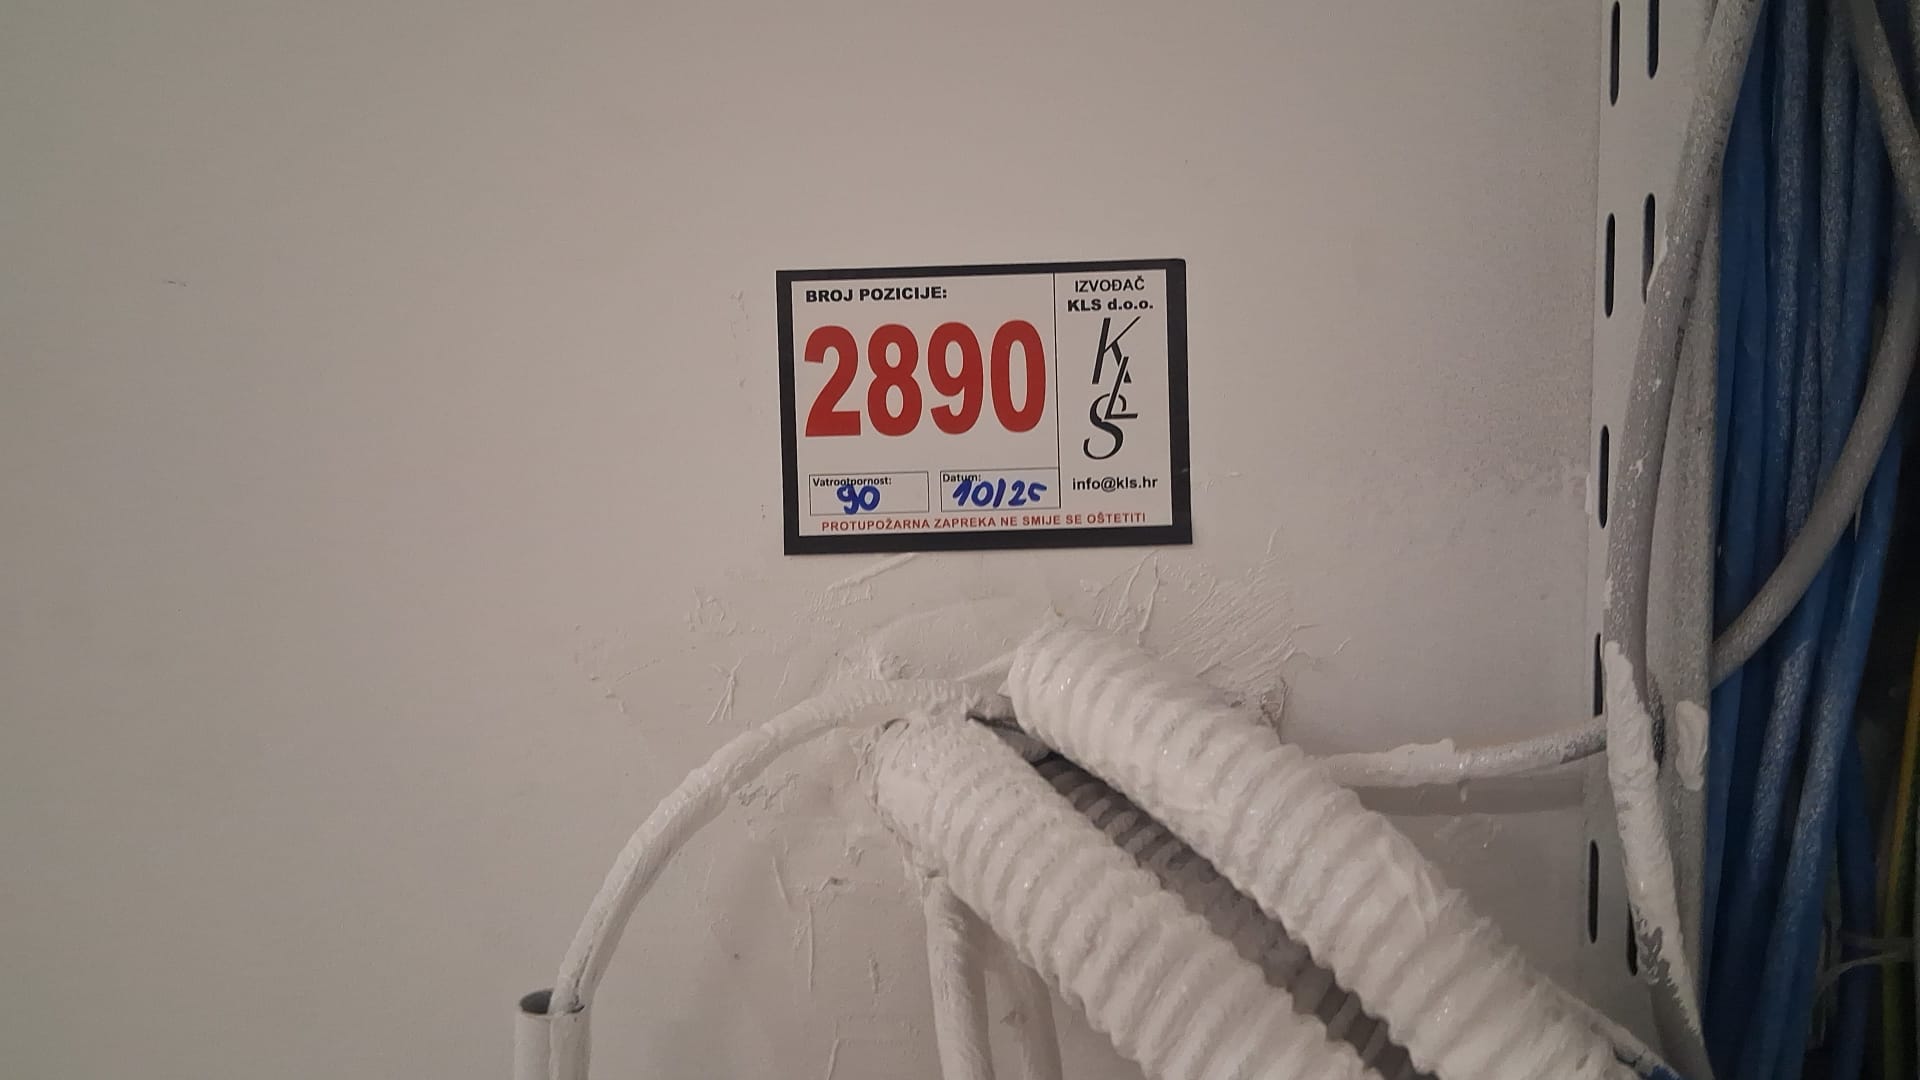 BROJ POZICIJE:
2890
Vatrootpornost:
90
Datum:
10/25
IZVOĐAČ
KLS d.o.o.
KLS
info@kls.hr
PROTUPOŽARNA ZAPREKA NE SMIJE SE OŠTETITI